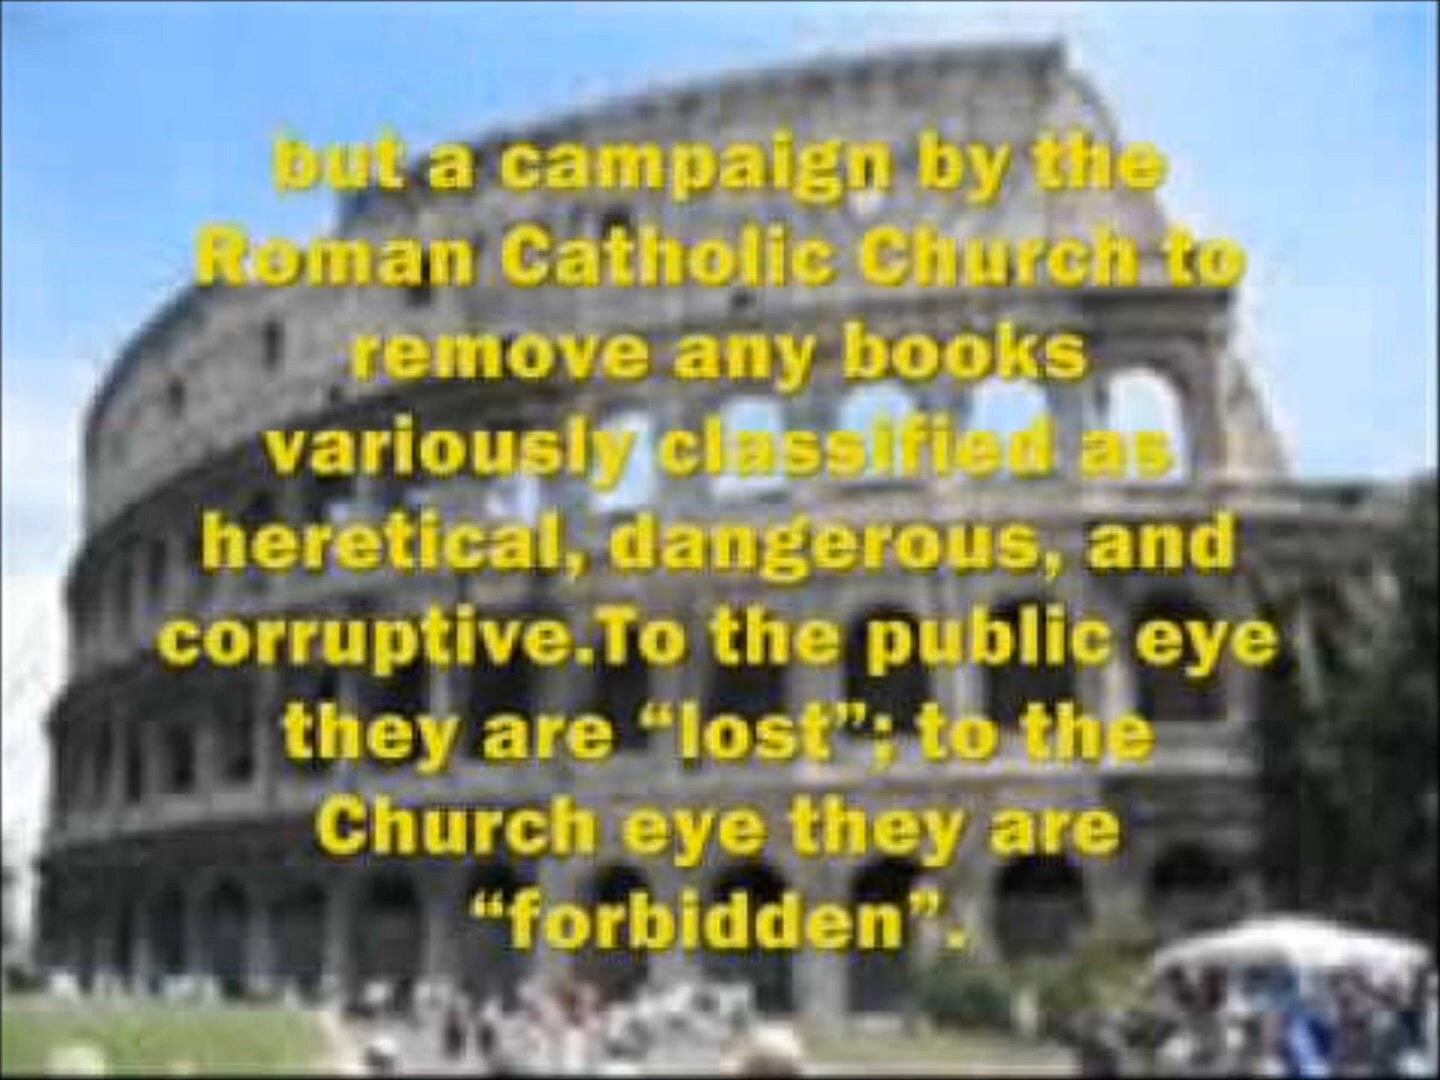 but a campaign by the
Roman Catholic Church to
remove any books
variously classified as
heretical, dangerous, and
corruptive.To the public eye
they are “lost”; to the
Church eye they are
“forbidden”.